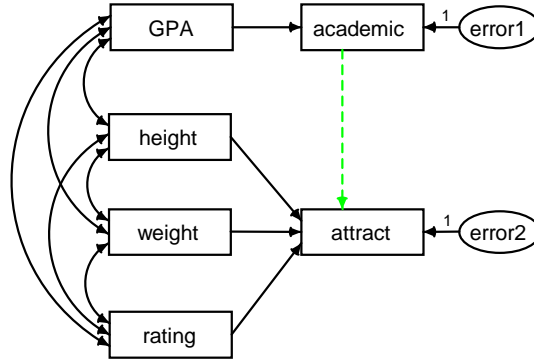 GPA
academic
1
error1
height
weight
attract
1
error2
rating